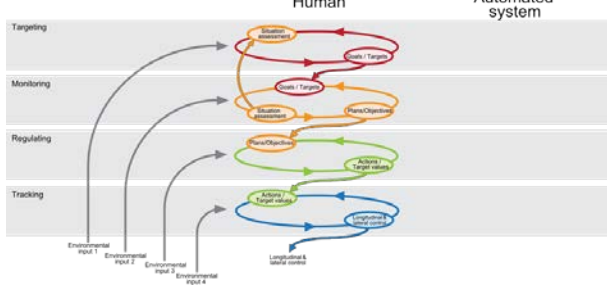 Human
Automated
system
Targeting
Situation
assessment
Goals / Targets
Monitoring
Goals / Targets
Situation
assessment
Plans/Objectives
Regulating
Plans/Objectives
Actions /
Target values
Tracking
Actions /
Target values
Longitudinal &
lateral control
Environmental
input 1
Environmental
input 2
Environmental
input 3
Environmental
input 4
Longitudinal &
lateral control